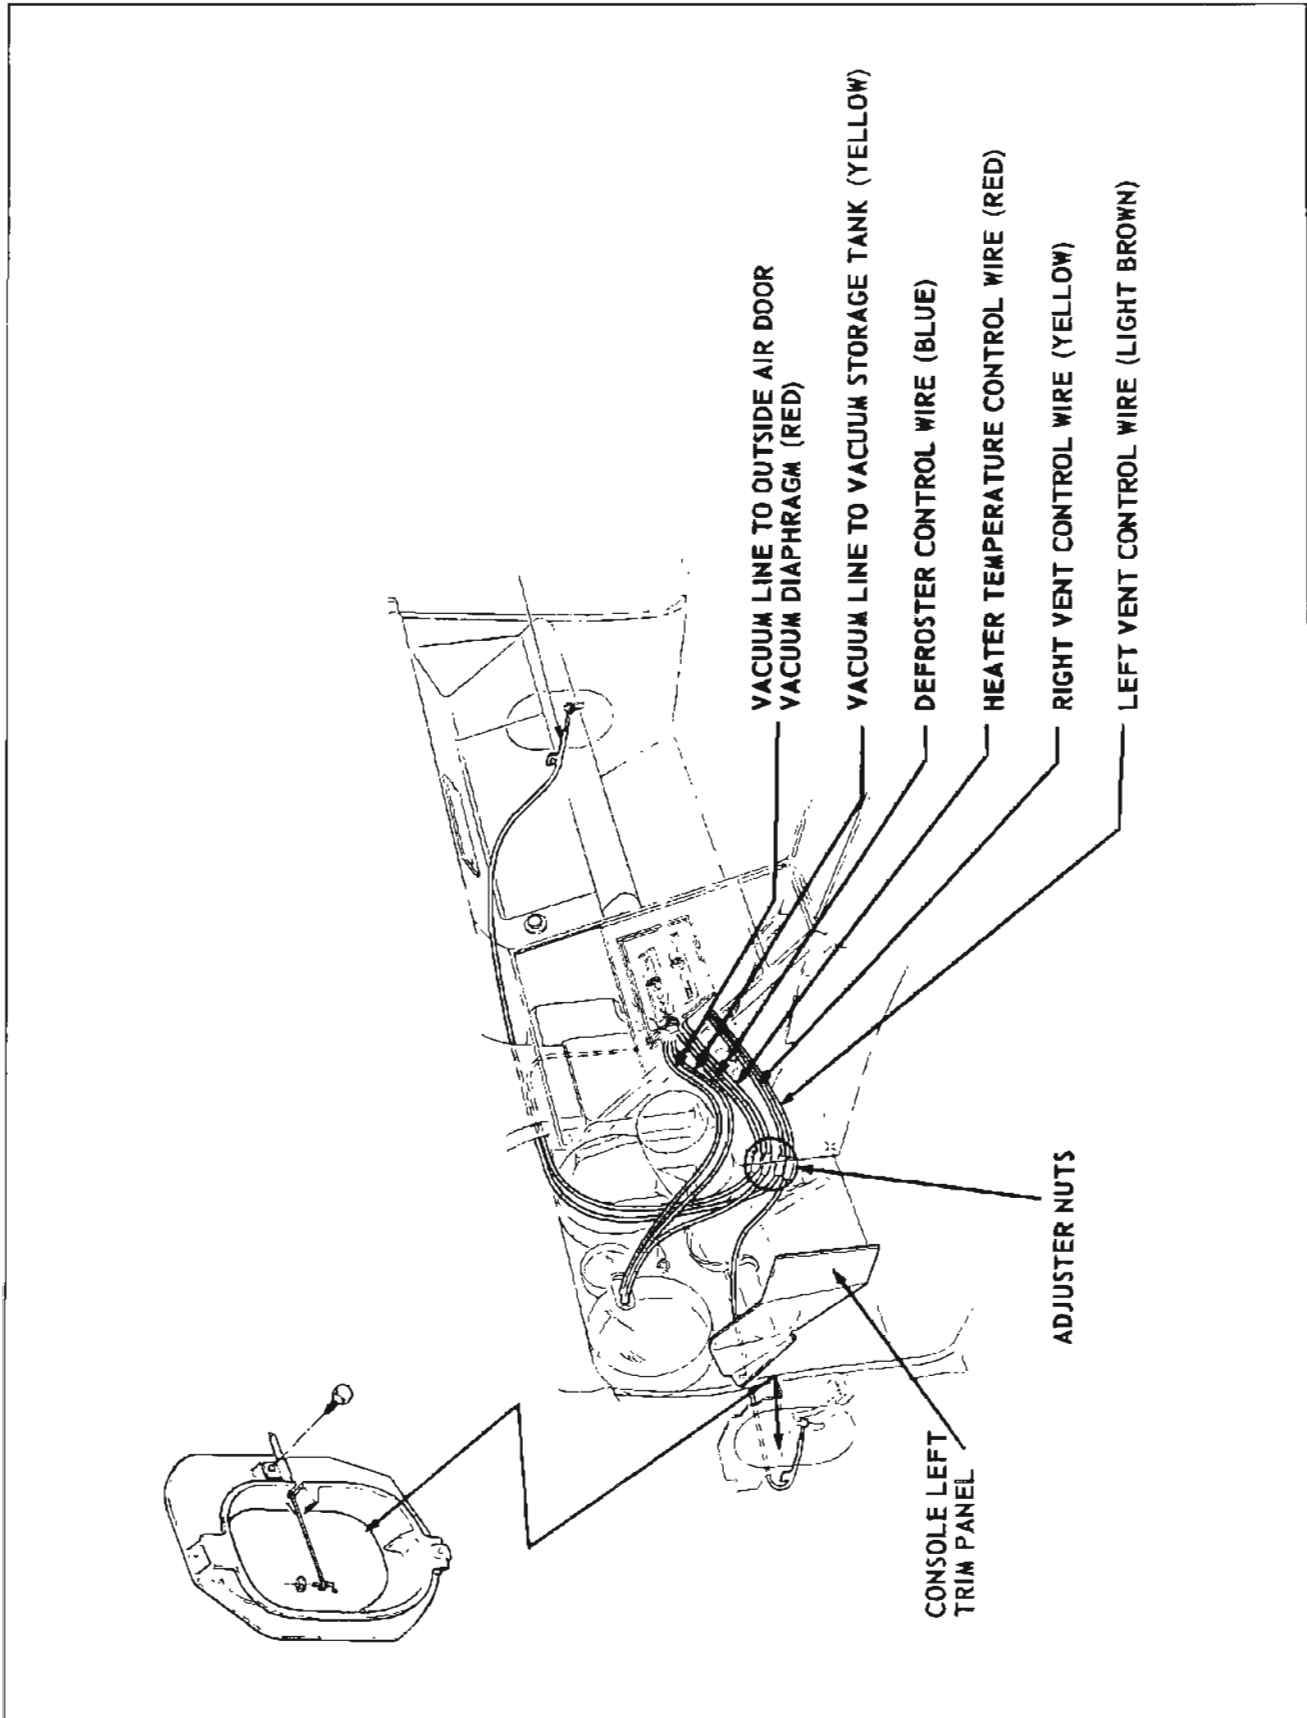 VACUUM LINE TO OUTSIDE AIR DOOR
VACUUM DIAPHRAGM (RED)
VACUUM LINE TO VACUUM STORAGE TANK (YELLOW)
DEFROSTER CONTROL WIRE (BLUE)
HEATER TEMPERATURE CONTROL WIRE (RED)
RIGHT VENT CONTROL WIRE (YELLOW)
LEFT VENT CONTROL WIRE (LIGHT BROWN)
ADJUSTER NUTS
CONSOLE LEFT
TRIM PANEL